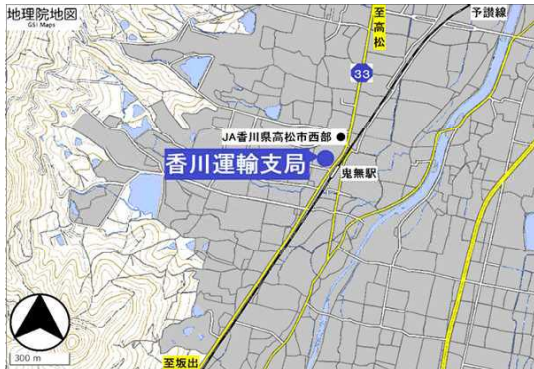 地理院地図
GSI Maps
至高松
予讃線
33
JA香川県高松市西部
香川運輸支局
鬼無駅
300 m
至坂出